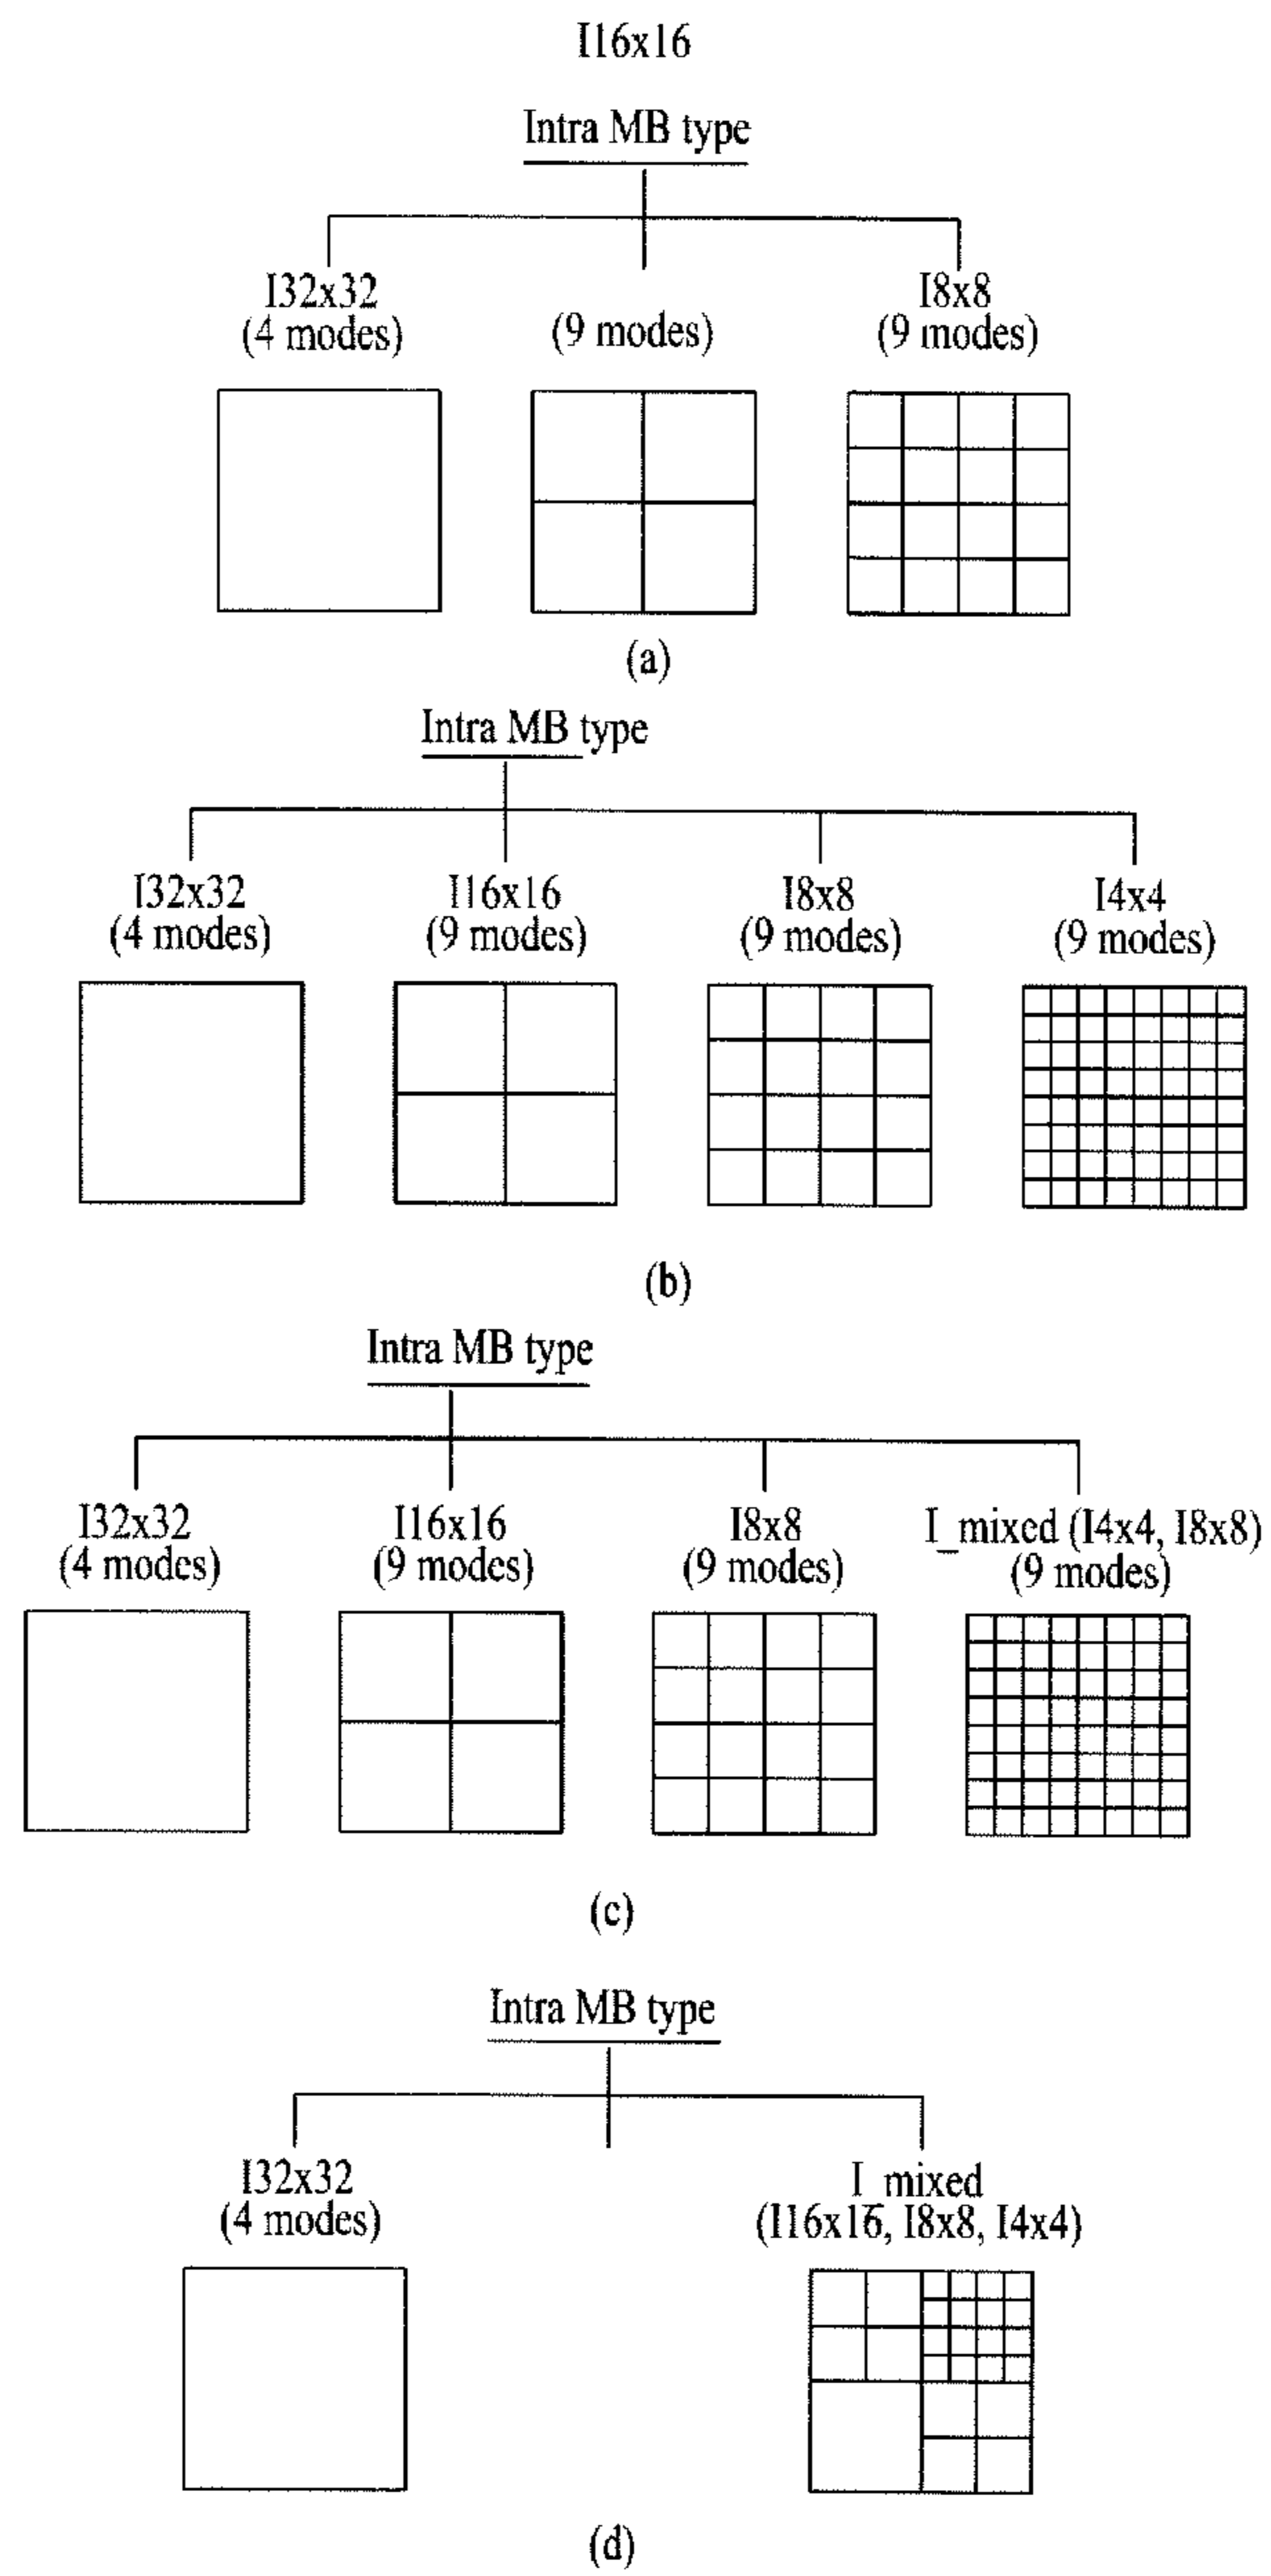 I16x16
Intra MB type
I32x32
(4 modes)
(9 modes)
I8x8
(9 modes)
(a)
Intra MB type
I32x32
(4 modes)
I16x16
(9 modes)
I8x8
(9 modes)
I4x4
(9 modes)
(b)
Intra MB type
I32x32
(4 modes)
I16x16
(9 modes)
I8x8
(9 modes)
I_mixed (I4x4, I8x8)
(9 modes)
(c)
Intra MB type
I32x32
(4 modes)
I_mixed
(I16x16, I8x8, I4x4)
(d)